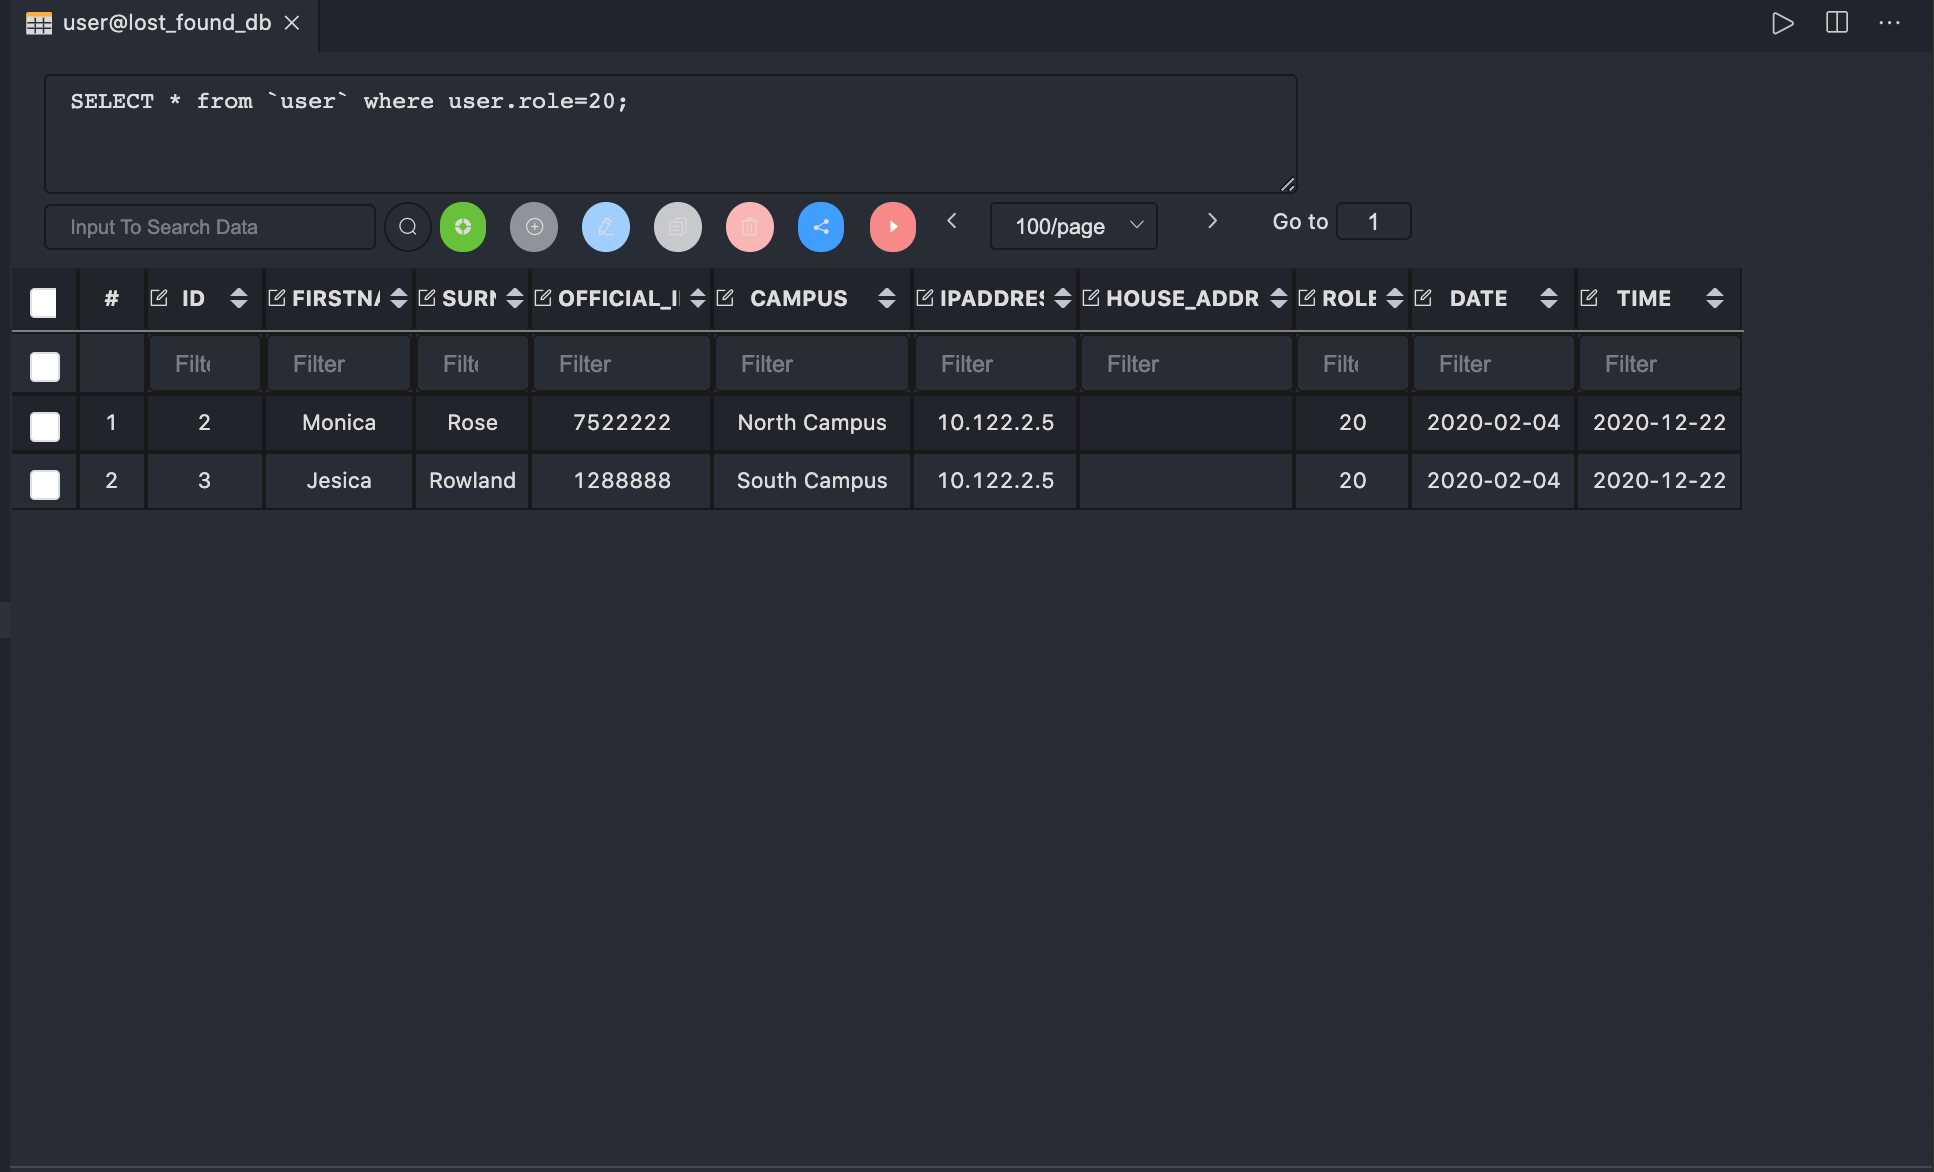 user@lost_found_db
SELECT * from `user` where user.role=20;
Input To Search Data 100/page Go to 1
# ID FIRSTNA SURN OFFICIAL_I CAMPUS IPADDRES HOUSE_ADDR ROLE DATE TIME
Filte Filter Filte Filter Filter Filter Filter Filte Filter Filter
1 2 Monica Rose 7522222 North Campus 10.122.2.5 20 2020-02-04 2020-12-22
2 3 Jesica Rowland 1288888 South Campus 10.122.2.5 20 2020-02-04 2020-12-22